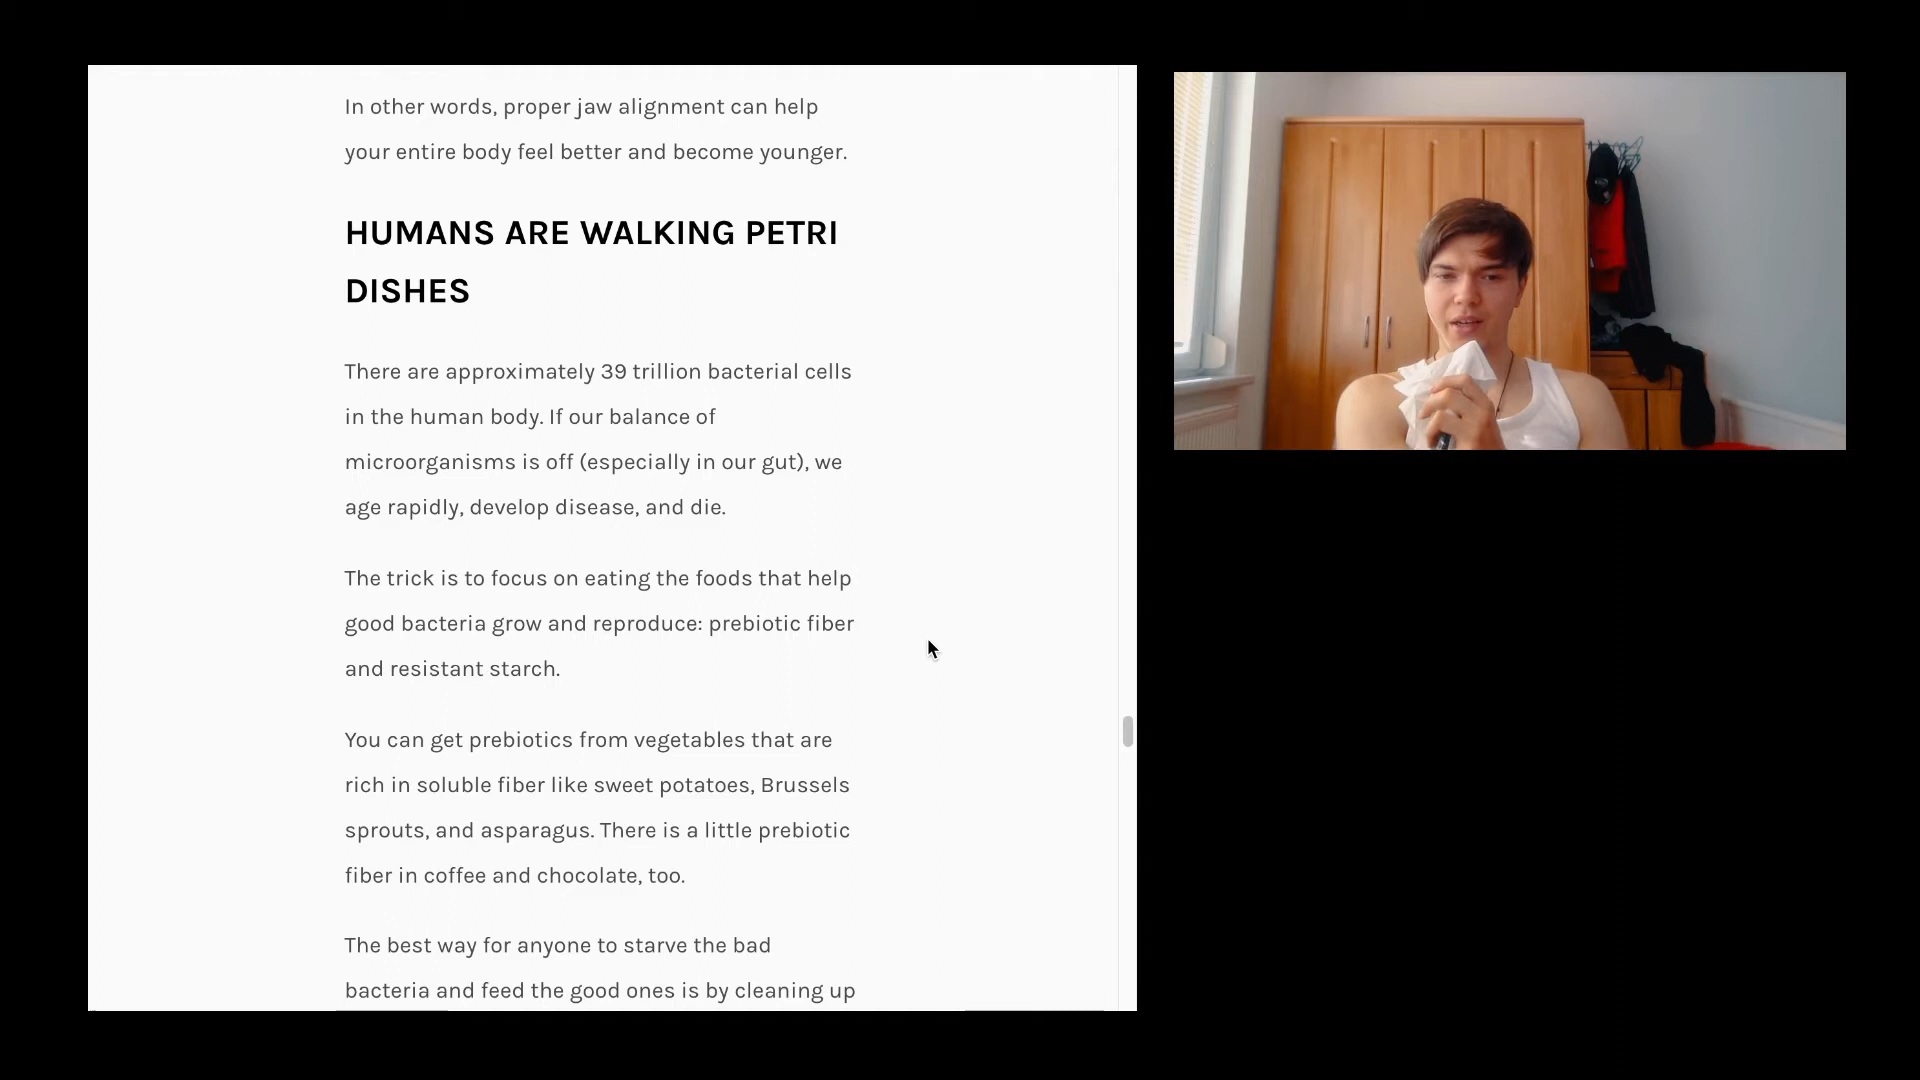 In other words, proper jaw alignment can help
your entire body feel better and become younger.
HUMANS ARE WALKING PETRI
DISHES
There are approximately 39 trillion bacterial cells
in the human body. If our balance of
microorganisms is off (especially in our gut), we
age rapidly, develop disease, and die.
The trick is to focus on eating the foods that help
good bacteria grow and reproduce: prebiotic fiber
and resistant starch.
You can get prebiotics from vegetables that are
rich in soluble fiber like sweet potatoes, Brussels
sprouts, and asparagus. There is a little prebiotic
fiber in coffee and chocolate, too.
The best way for anyone to starve the bad
bacteria and feed the good ones is by cleaning up